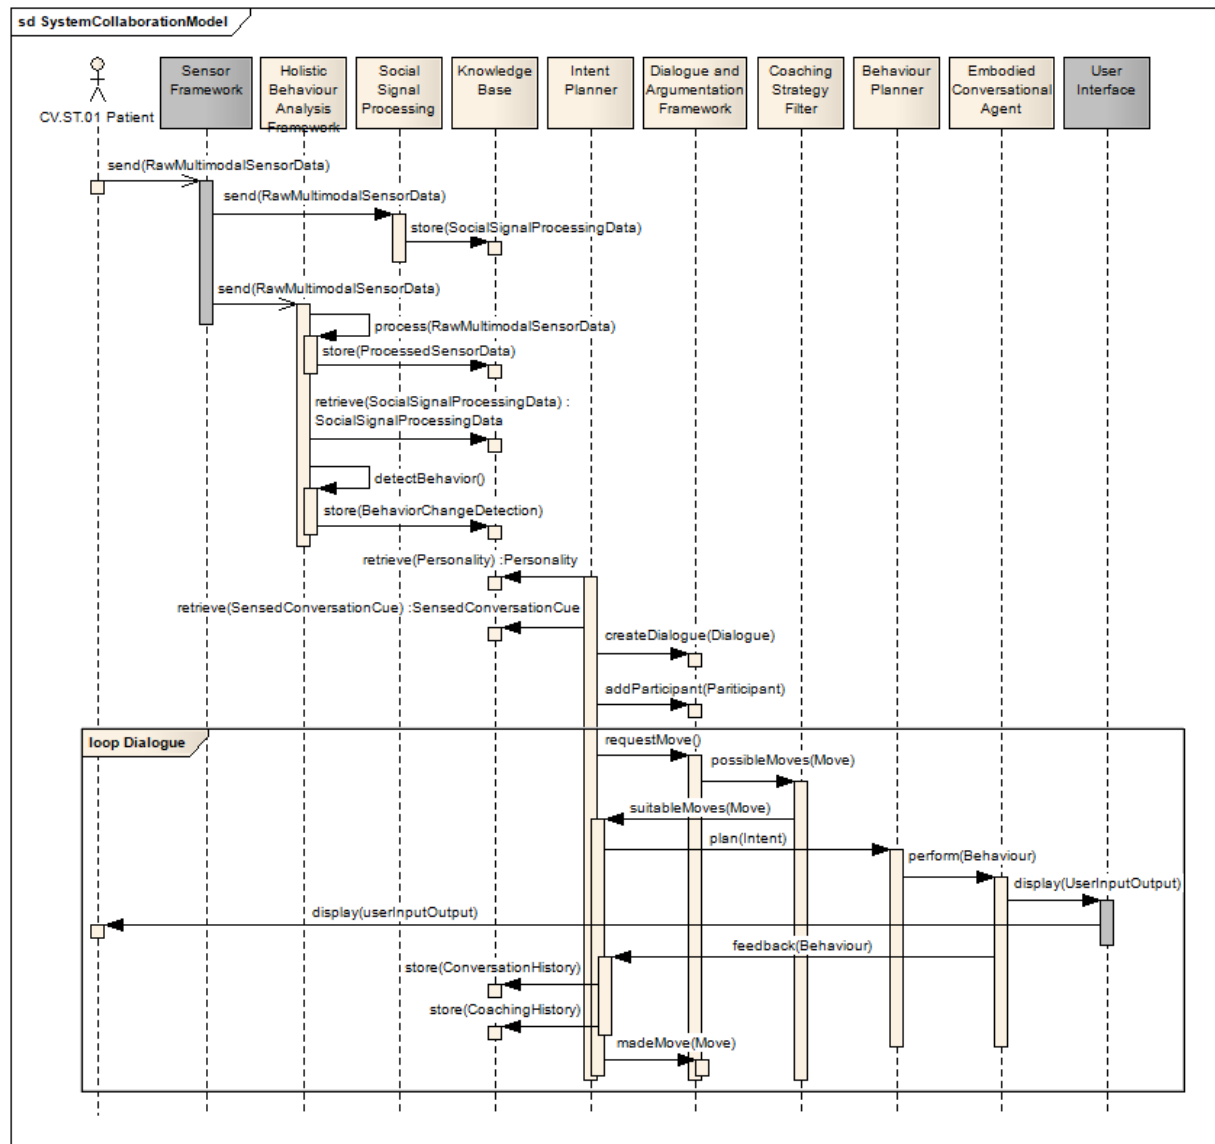 sd SystemCollaborationModel
CV.ST.01 Patient
Sensor
Framework
Holistic
Behaviour
Analysis
Framework
Social
Signal
Processing
Knowledge
Base
Intent
Planner
Dialogue and
Argumentation
Framework
Coaching
Strategy
Filter
Behaviour
Planner
Embodied
Conversational
Agent
User
Interface
send(RawMultimodalSensorData)
send(RawMultimodalSensorData)
store(SocialSignalProcessingData)
send(RawMultimodalSensorData)
process(RawMultimodalSensorData)
store(ProcessedSensorData)
retrieve(SocialSignalProcessingData) :
SocialSignalProcessingData
detectBehavior()
store(BehaviorChangeDetection)
retrieve(Personality) :Personality
retrieve(SensedConversationCue) :SensedConversationCue
createDialogue(Dialogue)
addParticipant(Pariticipant)
loop Dialogue
requestMove()
possibleMoves(Move)
suitableMoves(Move)
plan(Intent)
perform(Behaviour)
display(UserInputOutput)
display(userInputOutput)
feedback(Behaviour)
store(ConversationHistory)
store(CoachingHistory)
madeMove(Move)